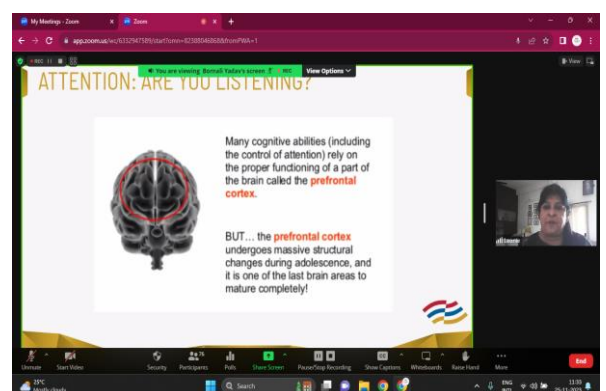 My Meetings - Zoom
Zoom
REC
You are viewing Bornali Yadav's screen
REC
View Options
View
ATTENTION: ARE YOU LISTENING?
Many cognitive abilities (including
the control of attention) rely on
the proper functioning of a part of
the brain called the prefrontal
cortex.
BUT... the prefrontal cortex
undergoes massive structural
changes during adolescence, and
it is one of the last brain areas to
mature completely!
Unmute
Start Video
Security
Participants
Polls
Share Screen
Pause/Stop Recording
Show Captions
Whiteboards
Raise Hand
More
End
25°C
Search
ENG